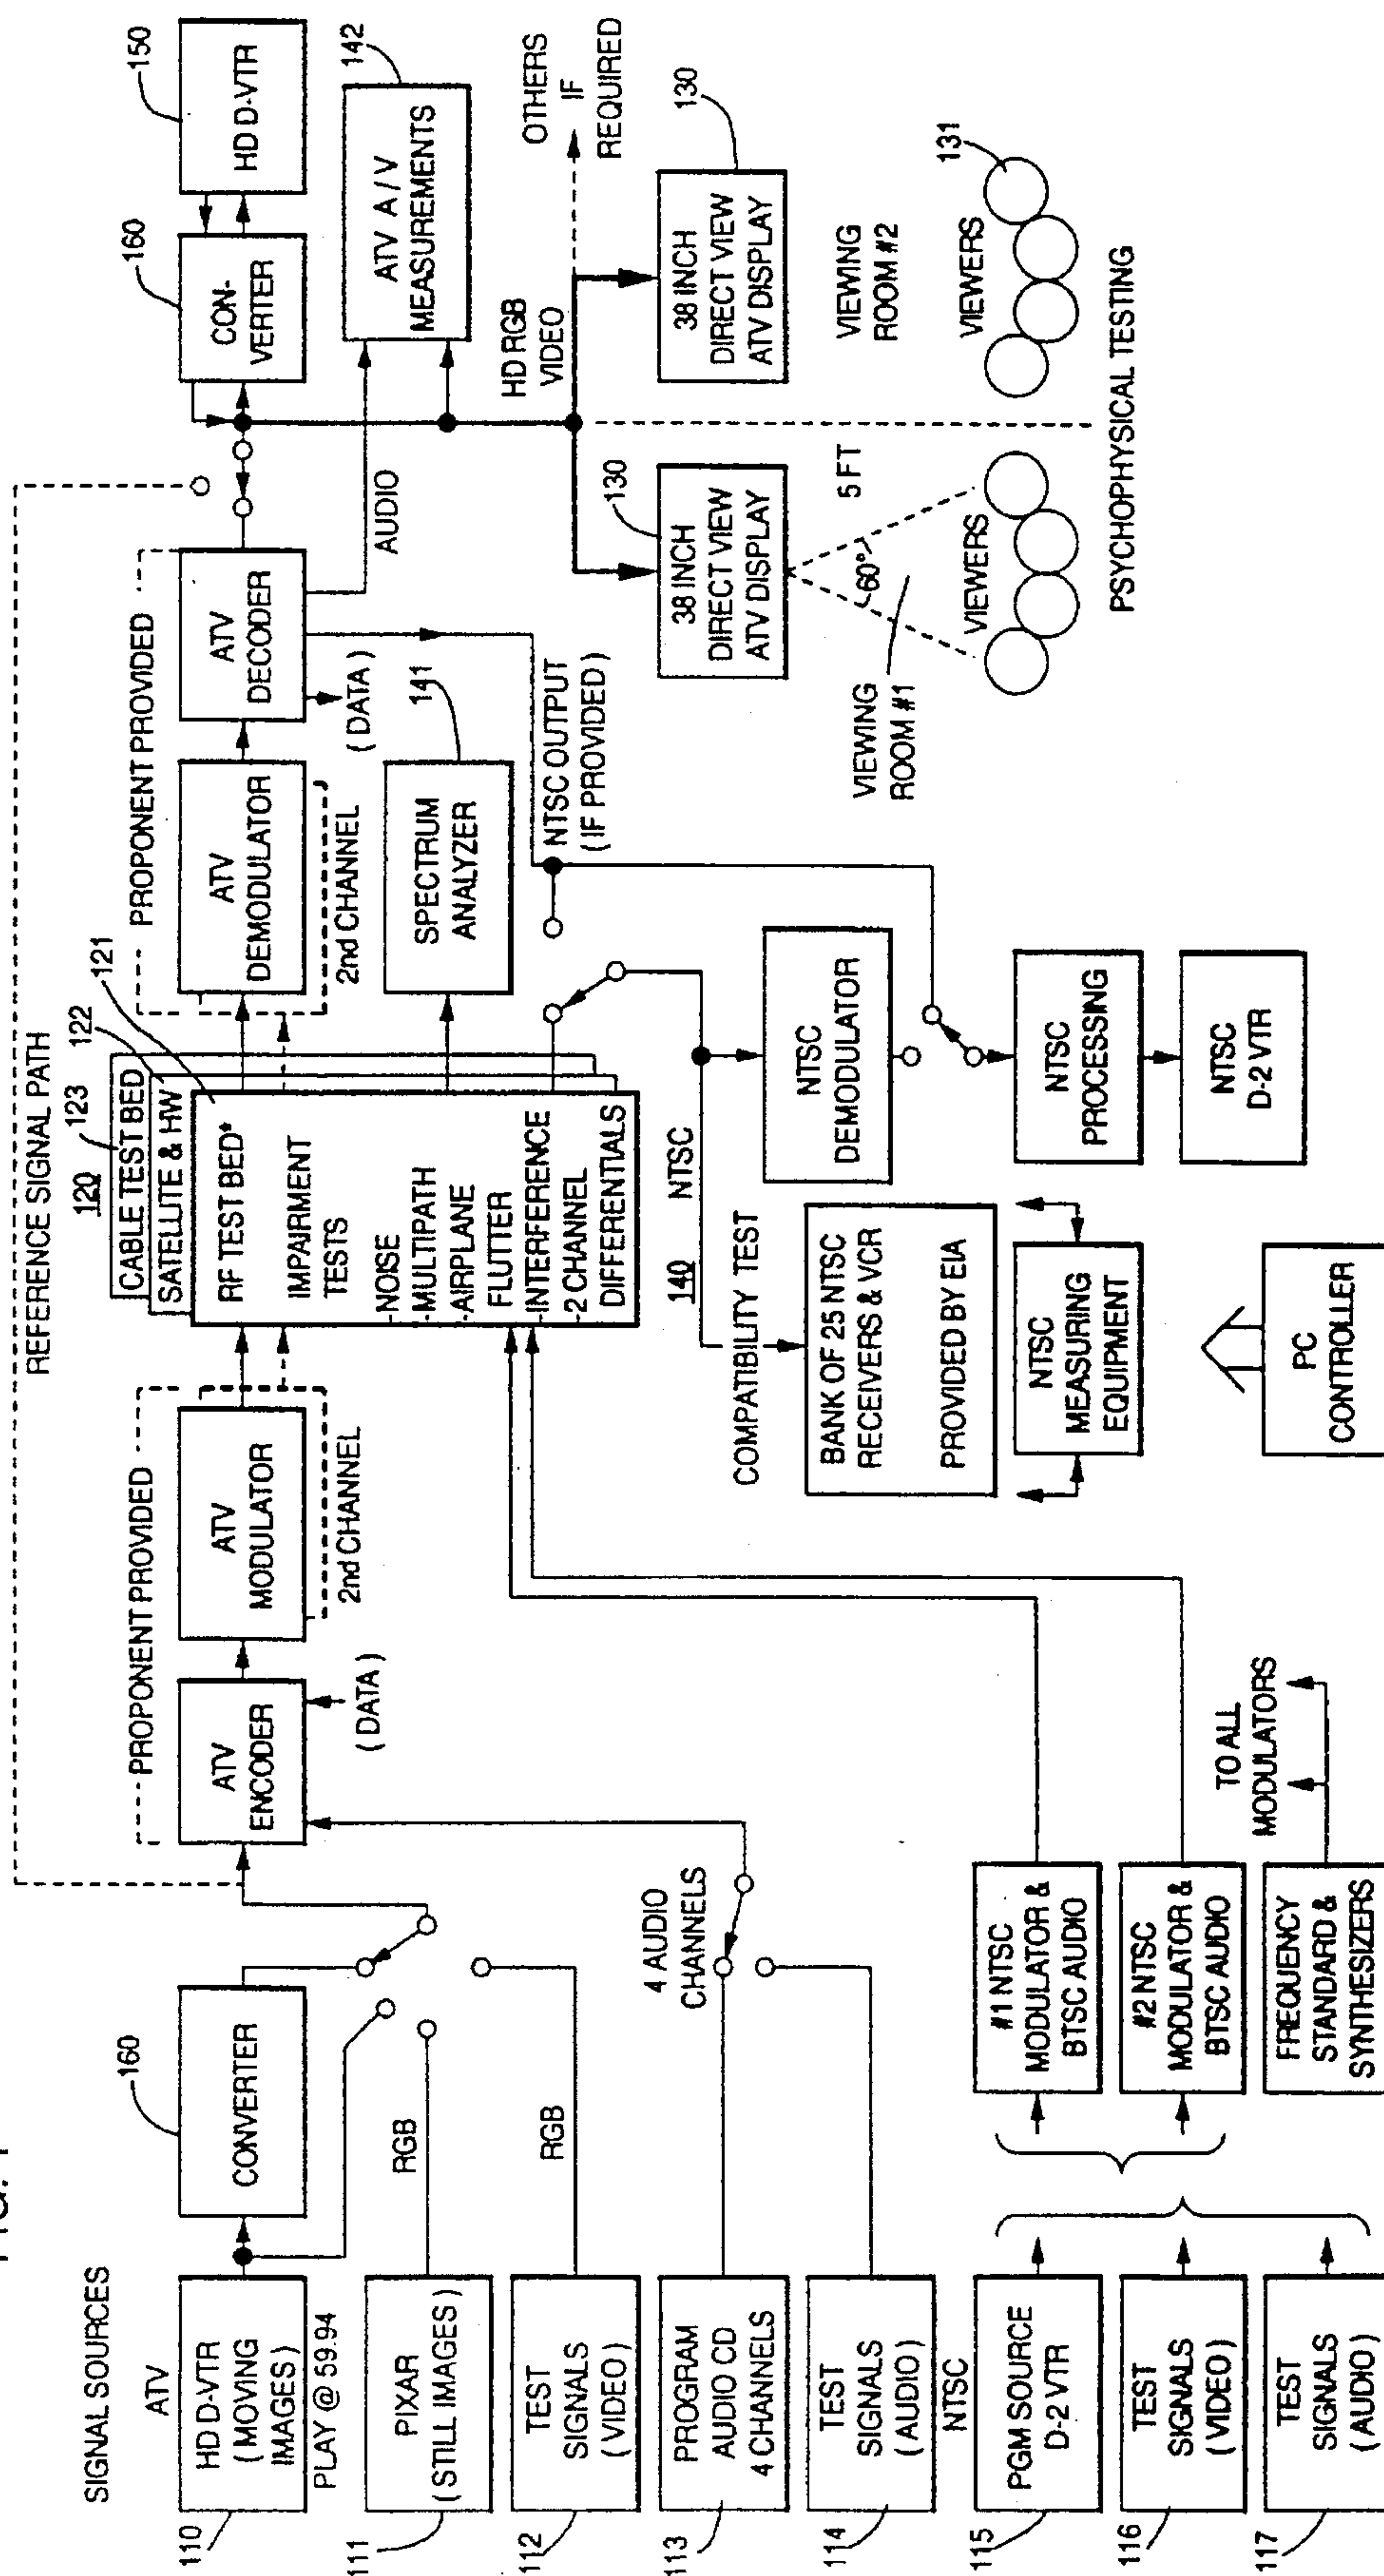 FIG. 1
SIGNAL SOURCES
ATV
HD D-VTR
( MOVING
IMAGES )
PLAY @ 59.94
110
CONVERTER
160
PIXAR
( STILL IMAGES )
111
RGB
TEST
SIGNALS
( VIDEO )
112
RGB
PROGRAM
AUDIO CD
4 CHANNELS
113
4 AUDIO
CHANNELS
TEST
SIGNALS
( AUDIO )
114
NTSC
PGM SOURCE
D-2 VTR
115
TEST
SIGNALS
( VIDEO )
116
TEST
SIGNALS
( AUDIO )
117
#1 NTSC
MODULATOR &
BTSC AUDIO
#2 NTSC
MODULATOR &
BTSC AUDIO
FREQUENCY
STANDARD &
SYNTHESIZERS
TO ALL
MODULATORS
REFERENCE SIGNAL PATH
PROPONENT PROVIDED
ATV
ENCODER
( DATA )
ATV
MODULATOR
2nd CHANNEL
120
123
122
121
CABLE TEST BED
SATELLITE & HW
RF TEST BED*
IMPAIRMENT
TESTS
-NOISE
-MULTIPATH
-AIRPLANE
FLUTTER
-INTERFERENCE
-2 CHANNEL
DIFFERENTIALS
PROPONENT PROVIDED
ATV
DEMODULATOR
2nd CHANNEL
ATV
DECODER
( DATA )
AUDIO
SPECTRUM
ANALYZER
141
NTSC OUTPUT
( IF PROVIDED )
140
NTSC
COMPATIBILITY TEST
BANK OF 25 NTSC
RECEIVERS & VCR
PROVIDED BY EIA
NTSC
DEMODULATOR
NTSC
MEASURING
EQUIPMENT
NTSC
PROCESSING
NTSC
D-2 VTR
PC
CONTROLLER
CON-
VERTER
160
HD D-VTR
150
ATV A / V
MEASUREMENTS
142
HD RGB
VIDEO
OTHERS
IF
REQUIRED
38 INCH
DIRECT VIEW
ATV DISPLAY
130
38 INCH
DIRECT VIEW
ATV DISPLAY
130
60°
5 FT
VIEWING
ROOM #1
VIEWERS
VIEWING
ROOM #2
VIEWERS
131
PSYCHOPHYSICAL TESTING